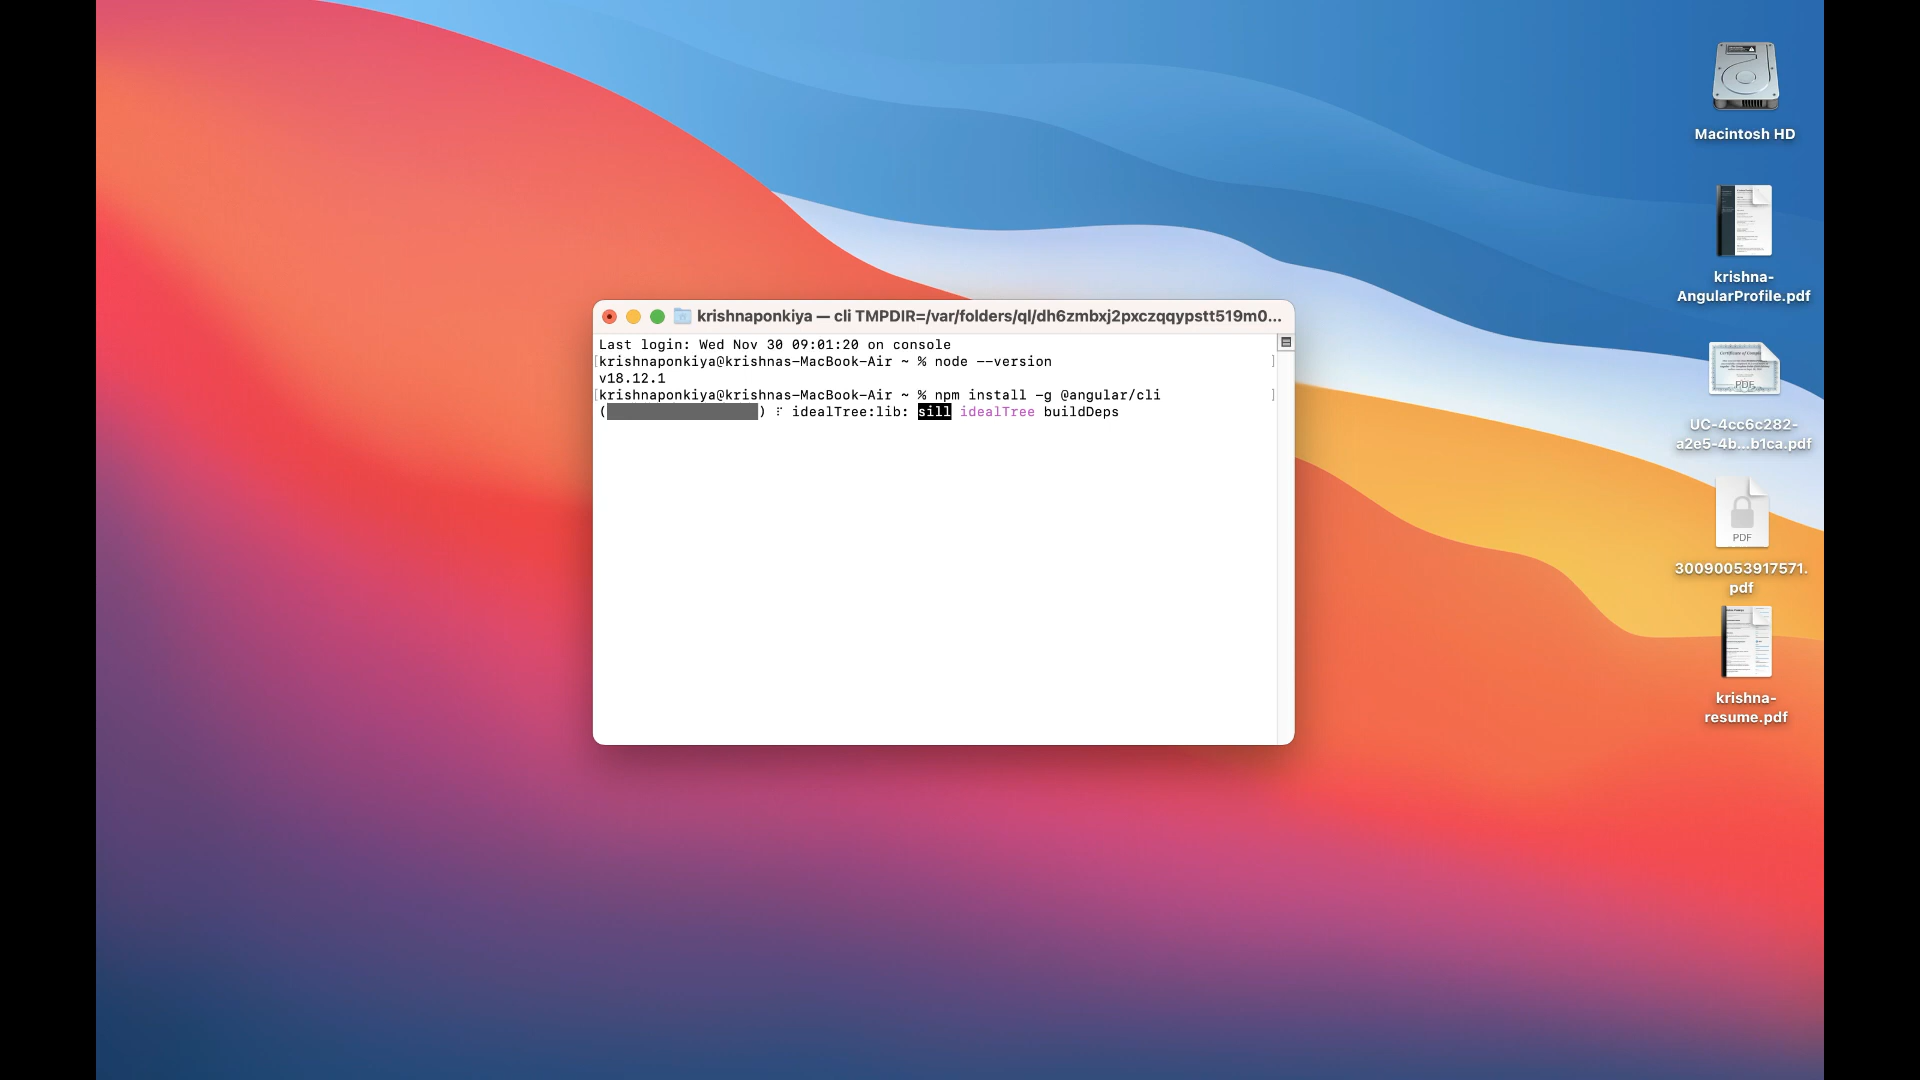 krishnaponkiya — cli TMPDIR=/var/folders/ql/dh6zmbxj2pxczqqypstt519m0...
Last login: Wed Nov 30 09:01:20 on console
[krishnaponkiya@krishnas-MacBook-Air ~ % node --version ]
v18.12.1
[krishnaponkiya@krishnas-MacBook-Air ~ % npm install -g @angular/cli ]
( ) ⠏ idealTree:lib: sill idealTree buildDeps
Macintosh HD
krishna-
AngularProfile.pdf
PDF
UC-4cc6c282-
a2e5-4b...b1ca.pdf
PDF
30090053917571.
pdf
krishna-
resume.pdf